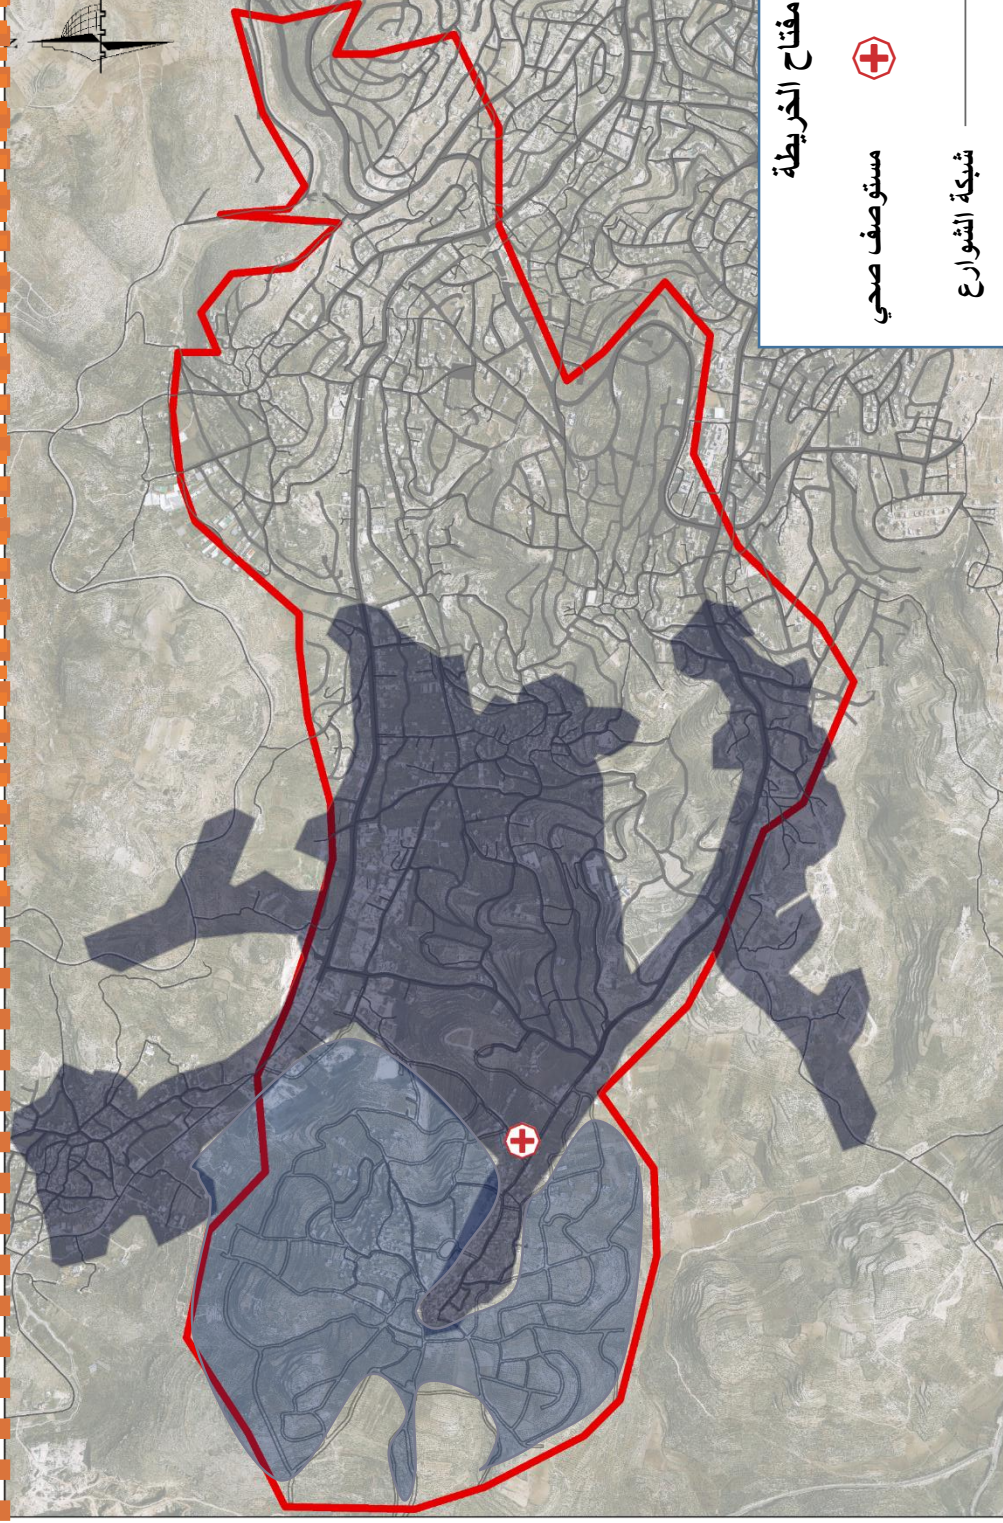 مفتاح الخريطة
مستوصف صحي
شبكة الشوارع